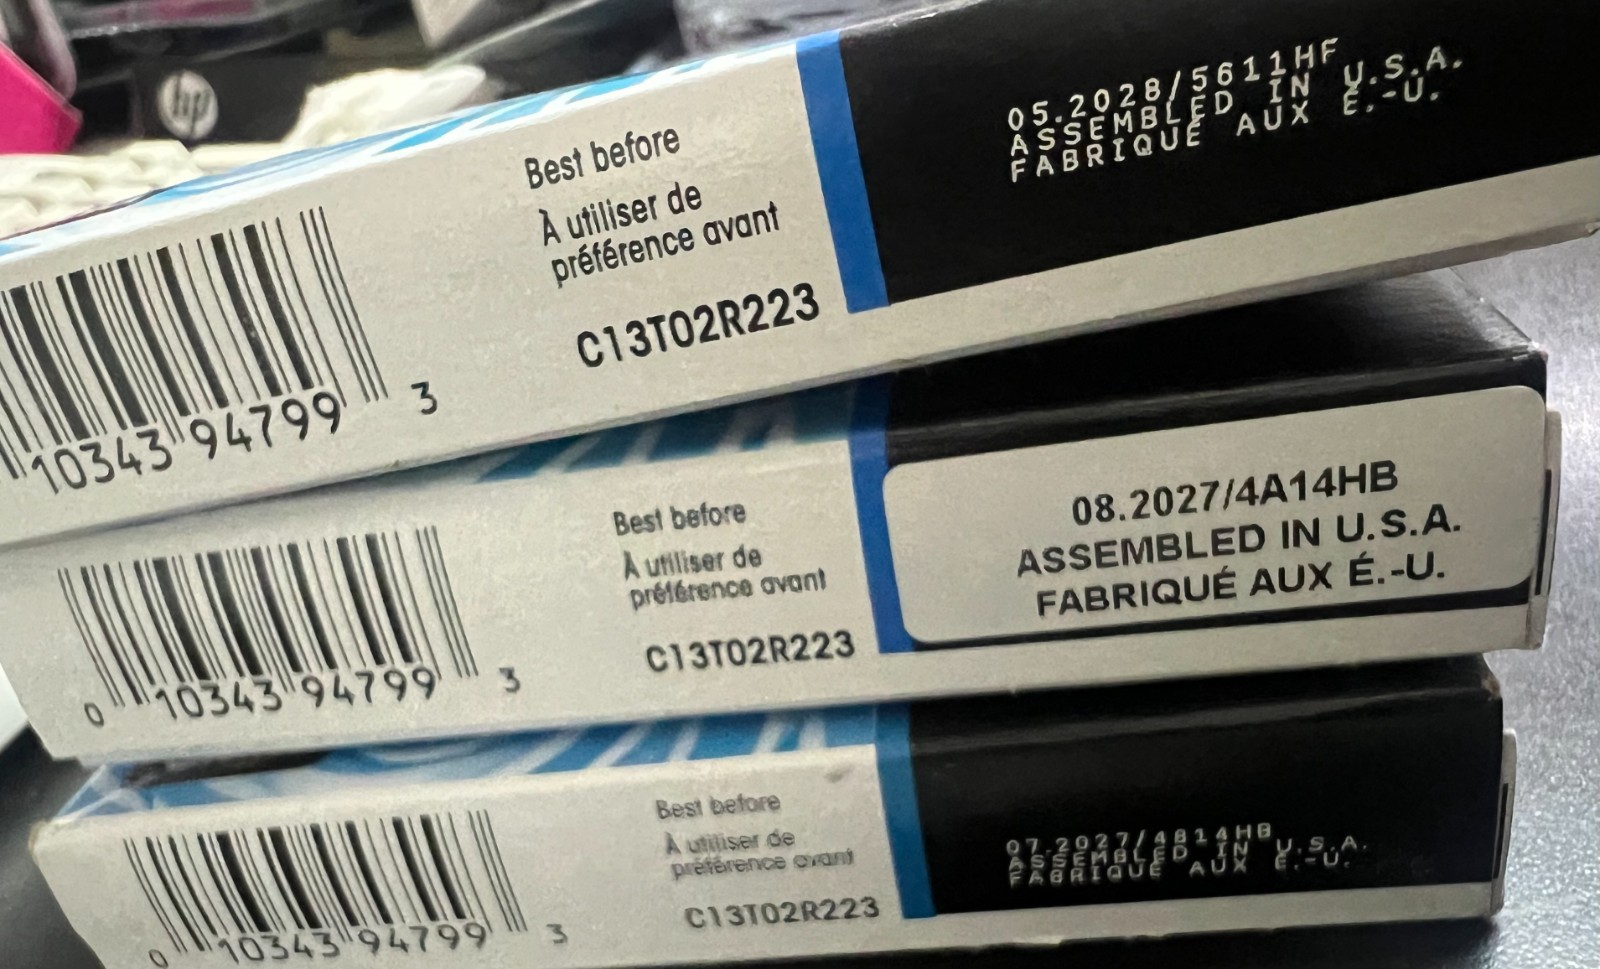 hp
Best before
À utiliser de
préférence avant
C13T02R223
10343 94799 3
05.2028/5611HF
ASSEMBLED IN U.S.A.
FABRIQUÉ AUX É.-U.
Best before
À utiliser de
préférence avant
C13T02R223
0 10343 94799 3
08.2027/4A14HB
ASSEMBLED IN U.S.A.
FABRIQUÉ AUX É.-U.
Best before
À utiliser de
préférence avant
C13T02R223
0 10343 94799 3
07.2027/4814HB
ASSEMBLED IN U.S.A.
FABRIQUÉ AUX É.-U.